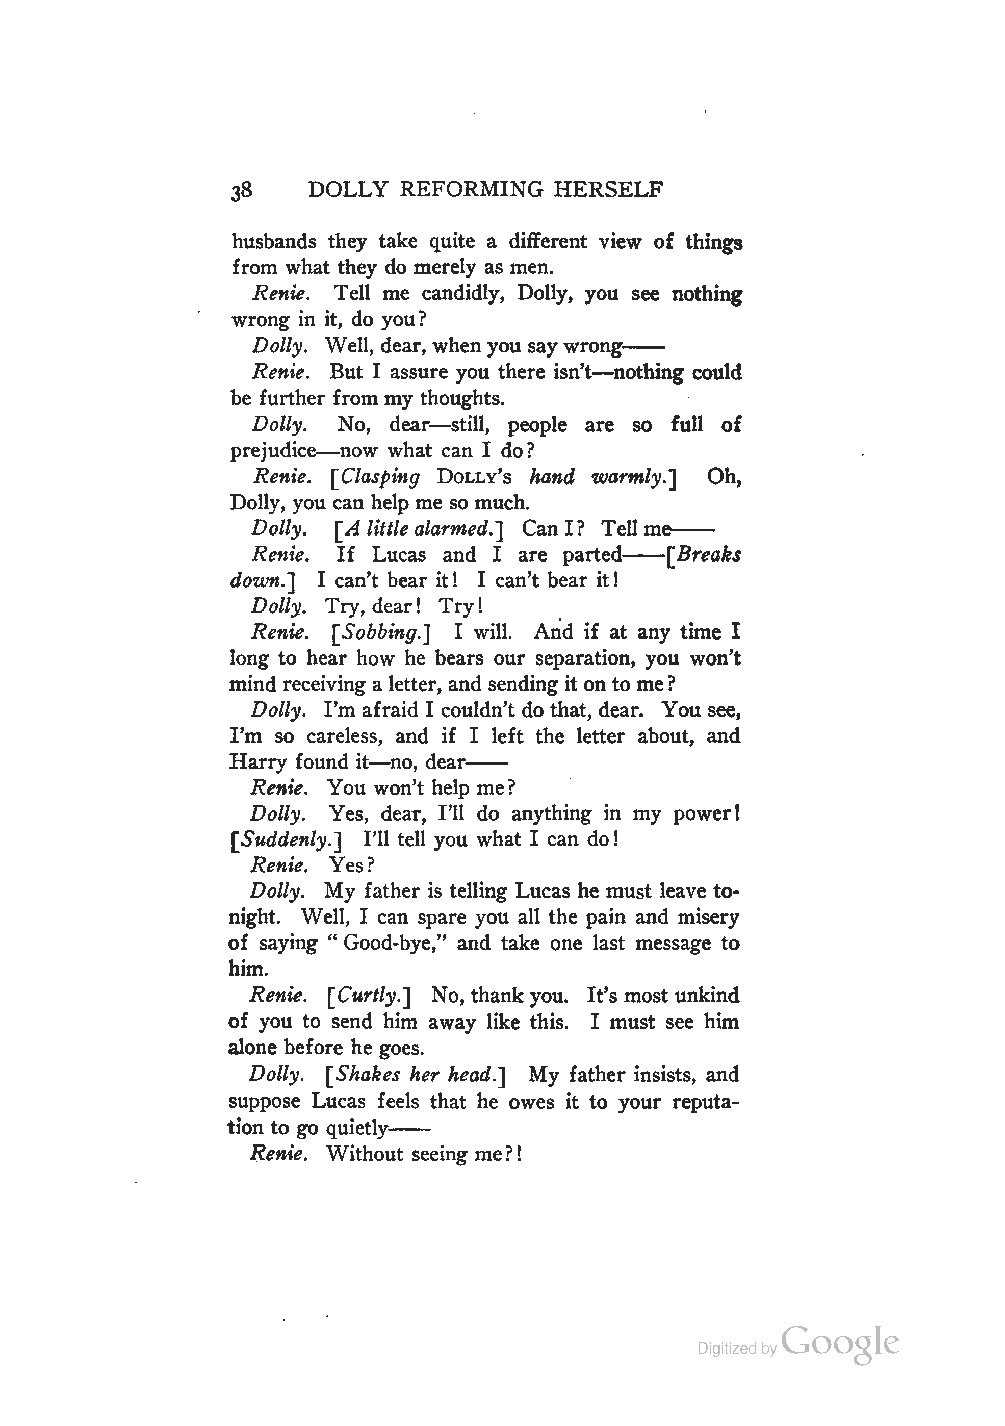 38 DOLLY REFORMING HERSELF
husbands they take quite a different view of things
from what they do merely as men.
Renie. Tell me candidly, Dolly, you see nothing
wrong in it, do you?
Dolly. Well, dear, when you say wrong——
Renie. But I assure you there isn't—nothing could
be further from my thoughts.
Dolly. No, dear—still, people are so full of
prejudice—now what can I do?
Renie. [Clasping DOLLY's hand warmly.] Oh,
Dolly, you can help me so much.
Dolly. [A little alarmed.] Can I? Tell me——
Renie. If Lucas and I are parted——[Breaks
down.] I can't bear it! I can't bear it!
Dolly. Try, dear! Try!
Renie. [Sobbing.] I will. And if at any time I
long to hear how he bears our separation, you won't
mind receiving a letter, and sending it on to me?
Dolly. I'm afraid I couldn't do that, dear. You see,
I'm so careless, and if I left the letter about, and
Harry found it—no, dear——
Renie. You won't help me?
Dolly. Yes, dear, I'll do anything in my power!
[Suddenly.] I'll tell you what I can do!
Renie. Yes?
Dolly. My father is telling Lucas he must leave to-
night. Well, I can spare you all the pain and misery
of saying "Good-bye," and take one last message to
him.
Renie. [Curtly.] No, thank you. It's most unkind
of you to send him away like this. I must see him
alone before he goes.
Dolly. [Shakes her head.] My father insists, and
suppose Lucas feels that he owes it to your reputa-
tion to go quietly——
Renie. Without seeing me?!
Digitized by Google